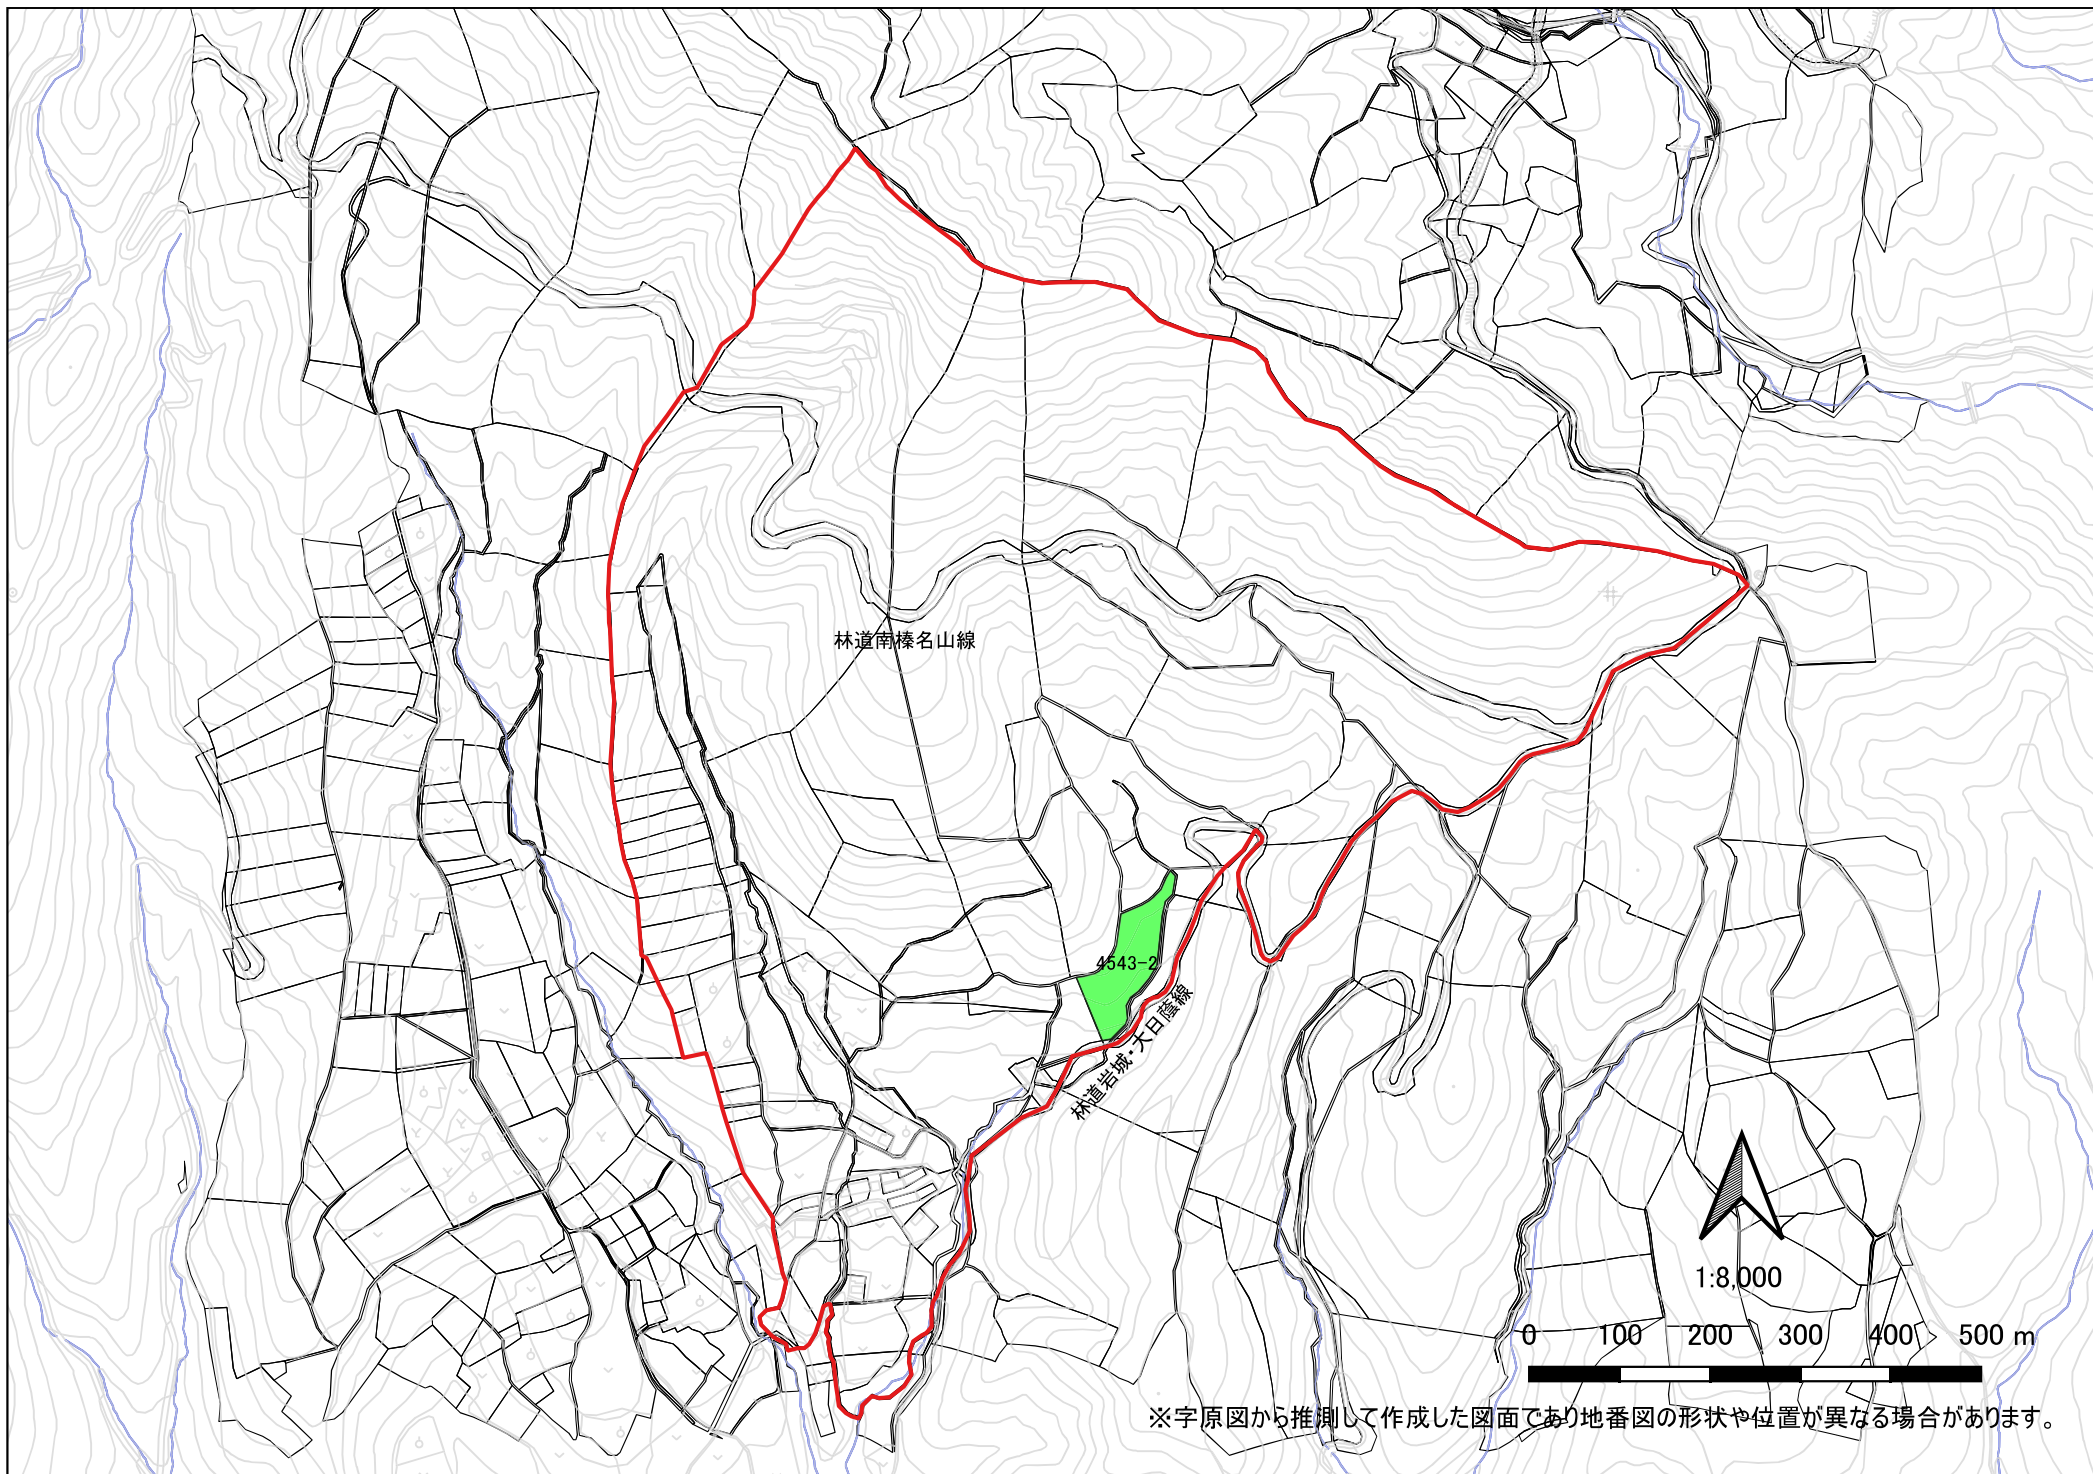 林道南榛名山線
4543-2
林道岩城・大日蔭線
1:8,000
0 100 200 300 400 500 m
※字原図から推測して作成した図面であり地番図の形状や位置が異なる場合があります。